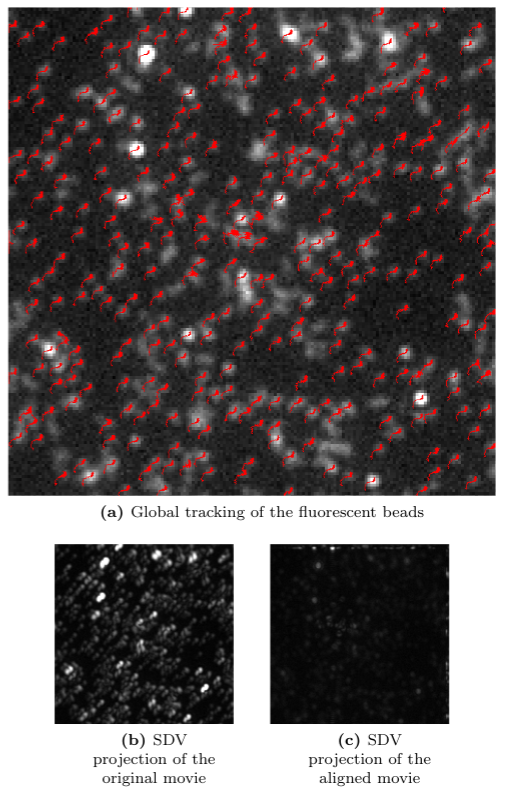 (a) Global tracking of the fluorescent beads
(b) SDV
projection of the
original movie
(c) SDV
projection of the
aligned movie